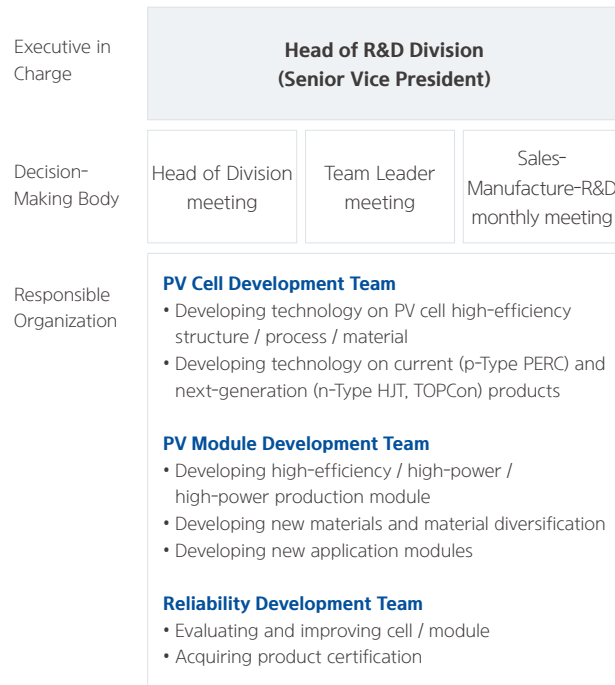 Executive in
Charge
Head of R&D Division
(Senior Vice President)
Decision-
Making Body
Head of Division
meeting
Team Leader
meeting
Sales-
Manufacture-R&D
monthly meeting
Responsible
Organization
PV Cell Development Team
• Developing technology on PV cell high-efficiency
structure / process / material
• Developing technology on current (p-Type PERC) and
next-generation (n-Type HJT, TOPCon) products
PV Module Development Team
• Developing high-efficiency / high-power /
high-power production module
• Developing new materials and material diversification
• Developing new application modules
Reliability Development Team
• Evaluating and improving cell / module
• Acquiring product certification